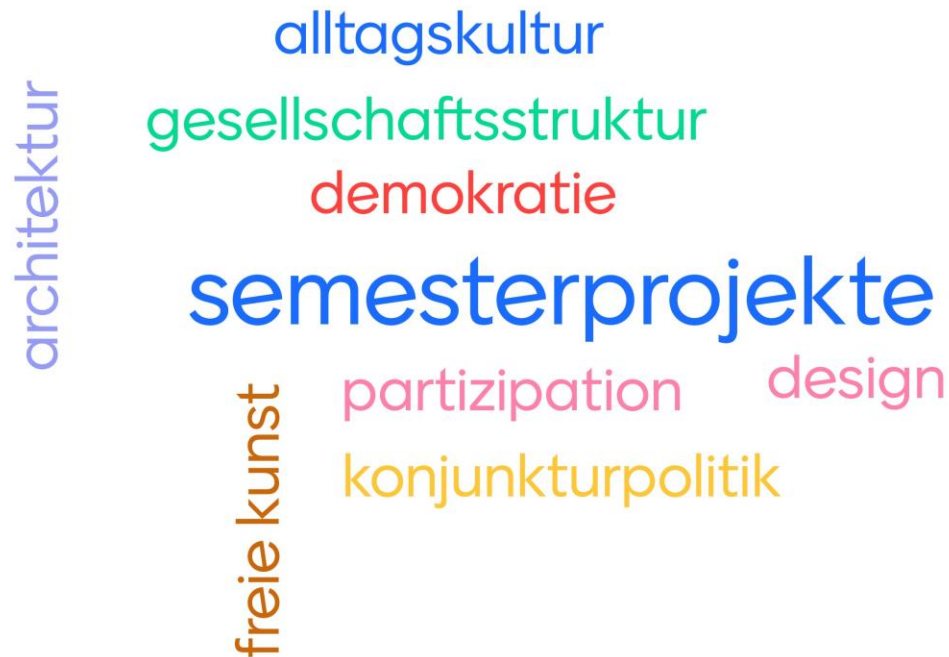 alltagskultur
architektur
gesellschaftsstruktur
demokratie
semesterprojekte
partizipation
design
freie kunst
konjunkturpolitik